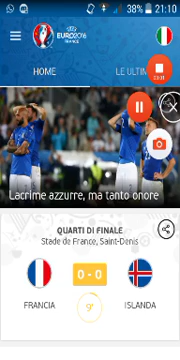 38% 21:10
EURO2016
FRANCE
HOME
LE ULTIM
Lacrime azzurre, ma tanto onore
QUARTI DI FINALE
Stade de France, Saint-Denis
0 - 0
FRANCIA
ISLANDA
9'